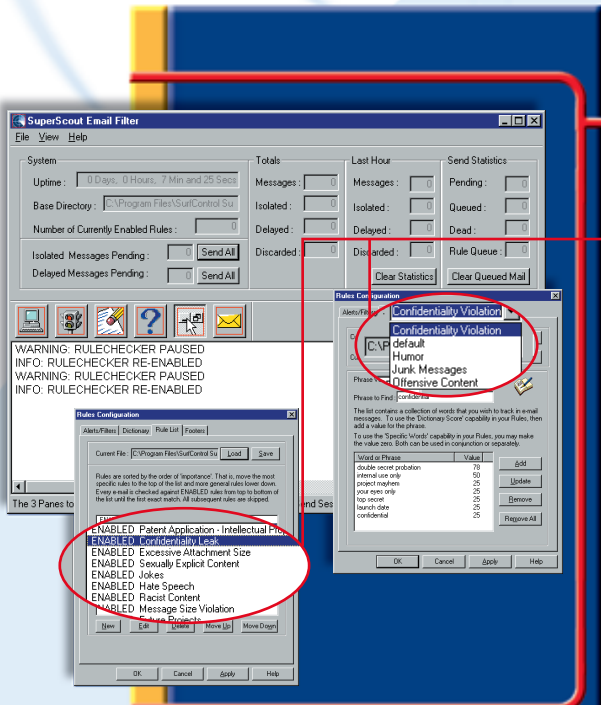 SuperScout Email Filter
File View Help
System
Uptime : 0 Days, 0 Hours, 7 Min and 25 Secs
Base Directory : C:\Program Files\SurfControl Su
Number of Currently Enabled Rules : 0
Isolated Messages Pending : 0 Send All
Delayed Messages Pending : 0 Send All
Totals
Messages : 0
Isolated : 0
Delayed : 0
Discarded : 0
Last Hour
Messages : 0
Isolated : 0
Delayed : 0
Discarded : 0
Clear Statistics
Send Statistics
Pending : 0
Queued : 0
Dead : 0
Rule Queue : 0
Clear Queued Mail
WARNING: RULECHECKER PAUSED
INFO: RULECHECKER RE-ENABLED
WARNING: RULECHECKER PAUSED
INFO: RULECHECKER RE-ENABLED
The 3 Panes to
end Ses
Rules Configuration
Alerts/Filters Dictionary Rule List Footers
Current File : C:\Program Files\SurfControl Su Load Save
Rules are sorted by the order of 'importance'. That is, move the most
specific rules to the top of the list and more general rules lower down.
Every e-mail is checked against ENABLED rules from top to bottom of
the list until the first exact match. All subsequent rules are skipped.
ENABLED Patent Application - Intellectual Prop
ENABLED Confidentiality Leak
ENABLED Excessive Attachment Size
ENABLED Sexually Explicit Content
ENABLED Jokes
ENABLED Hate Speech
ENABLED Racist Content
ENABLED Message Size Violation
Future Projects
New Edit Delete Move Up Move Down
OK Cancel Apply Help
Rules Configuration
Alerts/Filters
Confidentiality Violation
Confidentiality Violation
default
Humor
Junk Messages
Offensive Content
C:\P
Phrase to Find : confidential
The list contains a collection of words that you wish to track in e-mail
messages. To use the 'Dictionary Score' capability in your Rules, then
add a value for the phrase.
To use the 'Specific Words' capability in your Rules, you may make
the value zero. Both can be used in conjunction or separately.
Word or Phrase Value
double secret probation 78
internal use only 50
project mayhem 25
your eyes only 25
top secret 25
launch date 25
confidential 25
Add
Update
Remove
Remove All
OK Cancel Apply Help